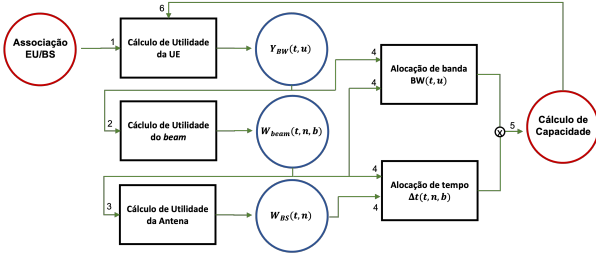 6
Associação
EU/BS
1
Cálculo de Utilidade
da UE
Y_BW(t, u)
4
Alocação de banda
BW(t, u)
4
2
Cálculo de Utilidade
do beam
W_beam(t, n, b)
x
5
Cálculo de
Capacidade
4
Alocação de tempo
Δt(t, n, b)
4
3
Cálculo de Utilidade
da Antena
W_BS(t, n)